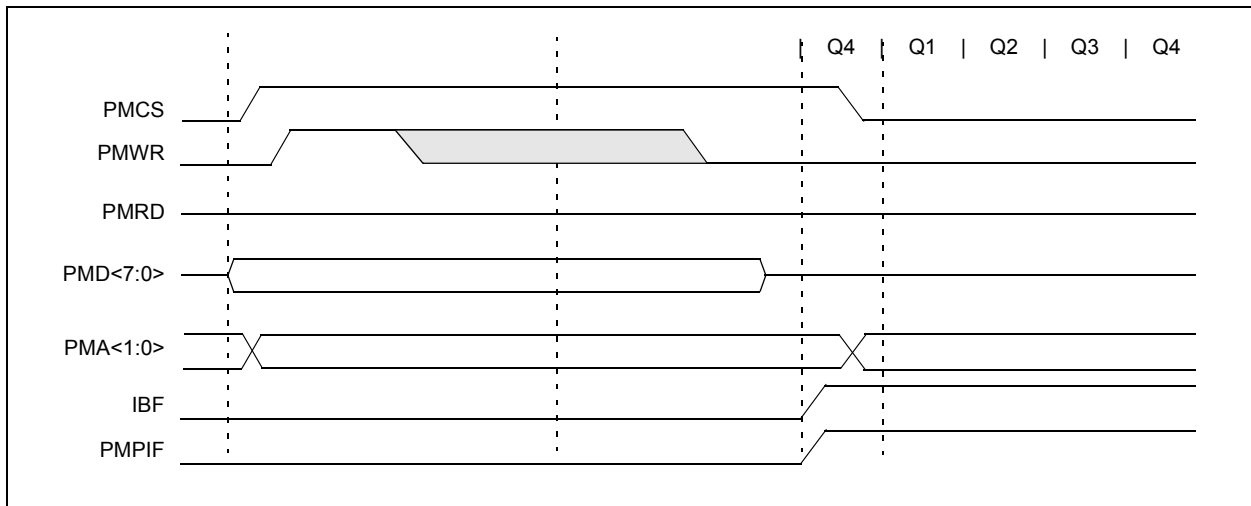 | Q4 | Q1 | Q2 | Q3 | Q4
PMCS
PMWR
PMRD
PMD<7:0>
PMA<1:0>
IBF
PMPIF